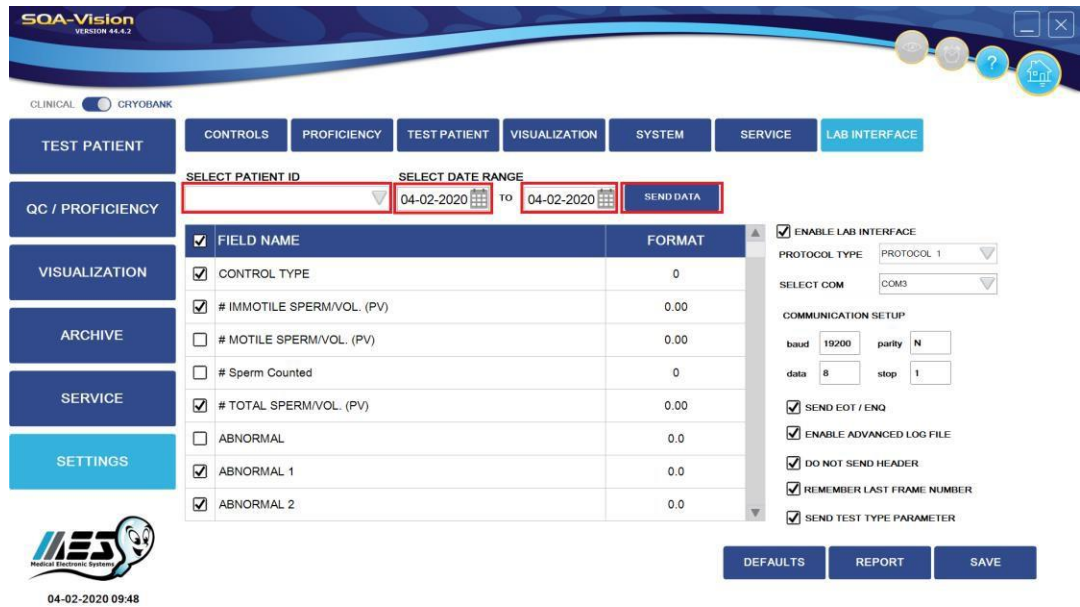 SQA-Vision
VERSION 44.4.2
?
CLINICAL CRYOBANK
TEST PATIENT
QC / PROFICIENCY
VISUALIZATION
ARCHIVE
SERVICE
SETTINGS
CONTROLS PROFICIENCY TEST PATIENT VISUALIZATION SYSTEM SERVICE LAB INTERFACE
SELECT PATIENT ID SELECT DATE RANGE
04-02-2020 TO 04-02-2020 SEND DATA
FIELD NAME FORMAT
CONTROL TYPE 0
# IMMOTILE SPERM/VOL. (PV) 0.00
# MOTILE SPERM/VOL. (PV) 0.00
# Sperm Counted 0
# TOTAL SPERM/VOL. (PV) 0.00
ABNORMAL 0.0
ABNORMAL 1 0.0
ABNORMAL 2 0.0
ENABLE LAB INTERFACE
PROTOCOL TYPE PROTOCOL 1
SELECT COM COM3
COMMUNICATION SETUP
baud 19200 parity N
data 8 stop 1
SEND EOT / ENQ
ENABLE ADVANCED LOG FILE
DO NOT SEND HEADER
REMEMBER LAST FRAME NUMBER
SEND TEST TYPE PARAMETER
DEFAULTS REPORT SAVE
MES
Medical Electronic Systems
04-02-2020 09:48